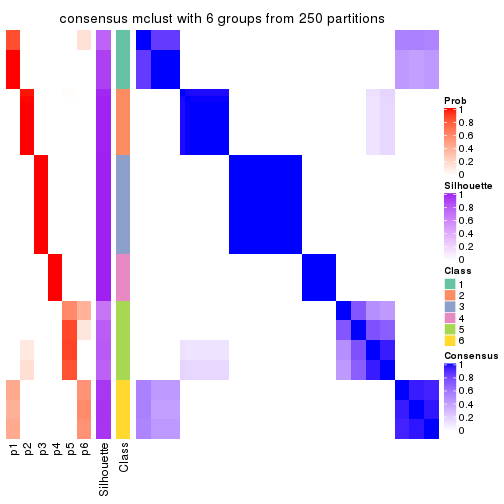 consensus mclust with 6 groups from 250 partitions
Prob
1
0.8
0.6
0.4
0.2
0
Silhouette
1
0.8
0.6
0.4
0.2
0
Class
1
2
3
4
5
6
Consensus
1
0.8
0.6
0.4
0.2
0
p1
p2
p3
p4
p5
p6
Silhouette
Class